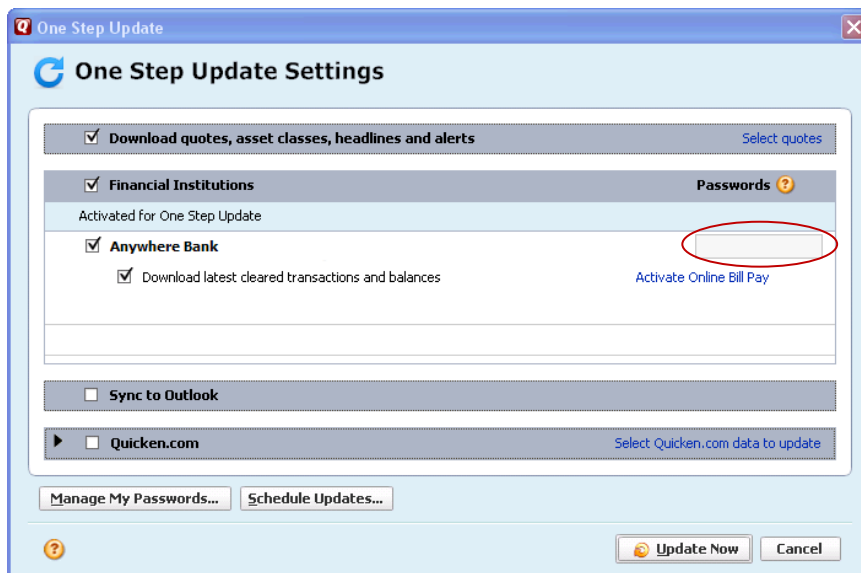 One Step Update
One Step Update Settings
Download quotes, asset classes, headlines and alerts Select quotes
Financial Institutions Passwords ?
Activated for One Step Update
Anywhere Bank
Download latest cleared transactions and balances Activate Online Bill Pay
Sync to Outlook
Quicken.com Select Quicken.com data to update
Manage My Passwords... Schedule Updates...
? Update Now Cancel